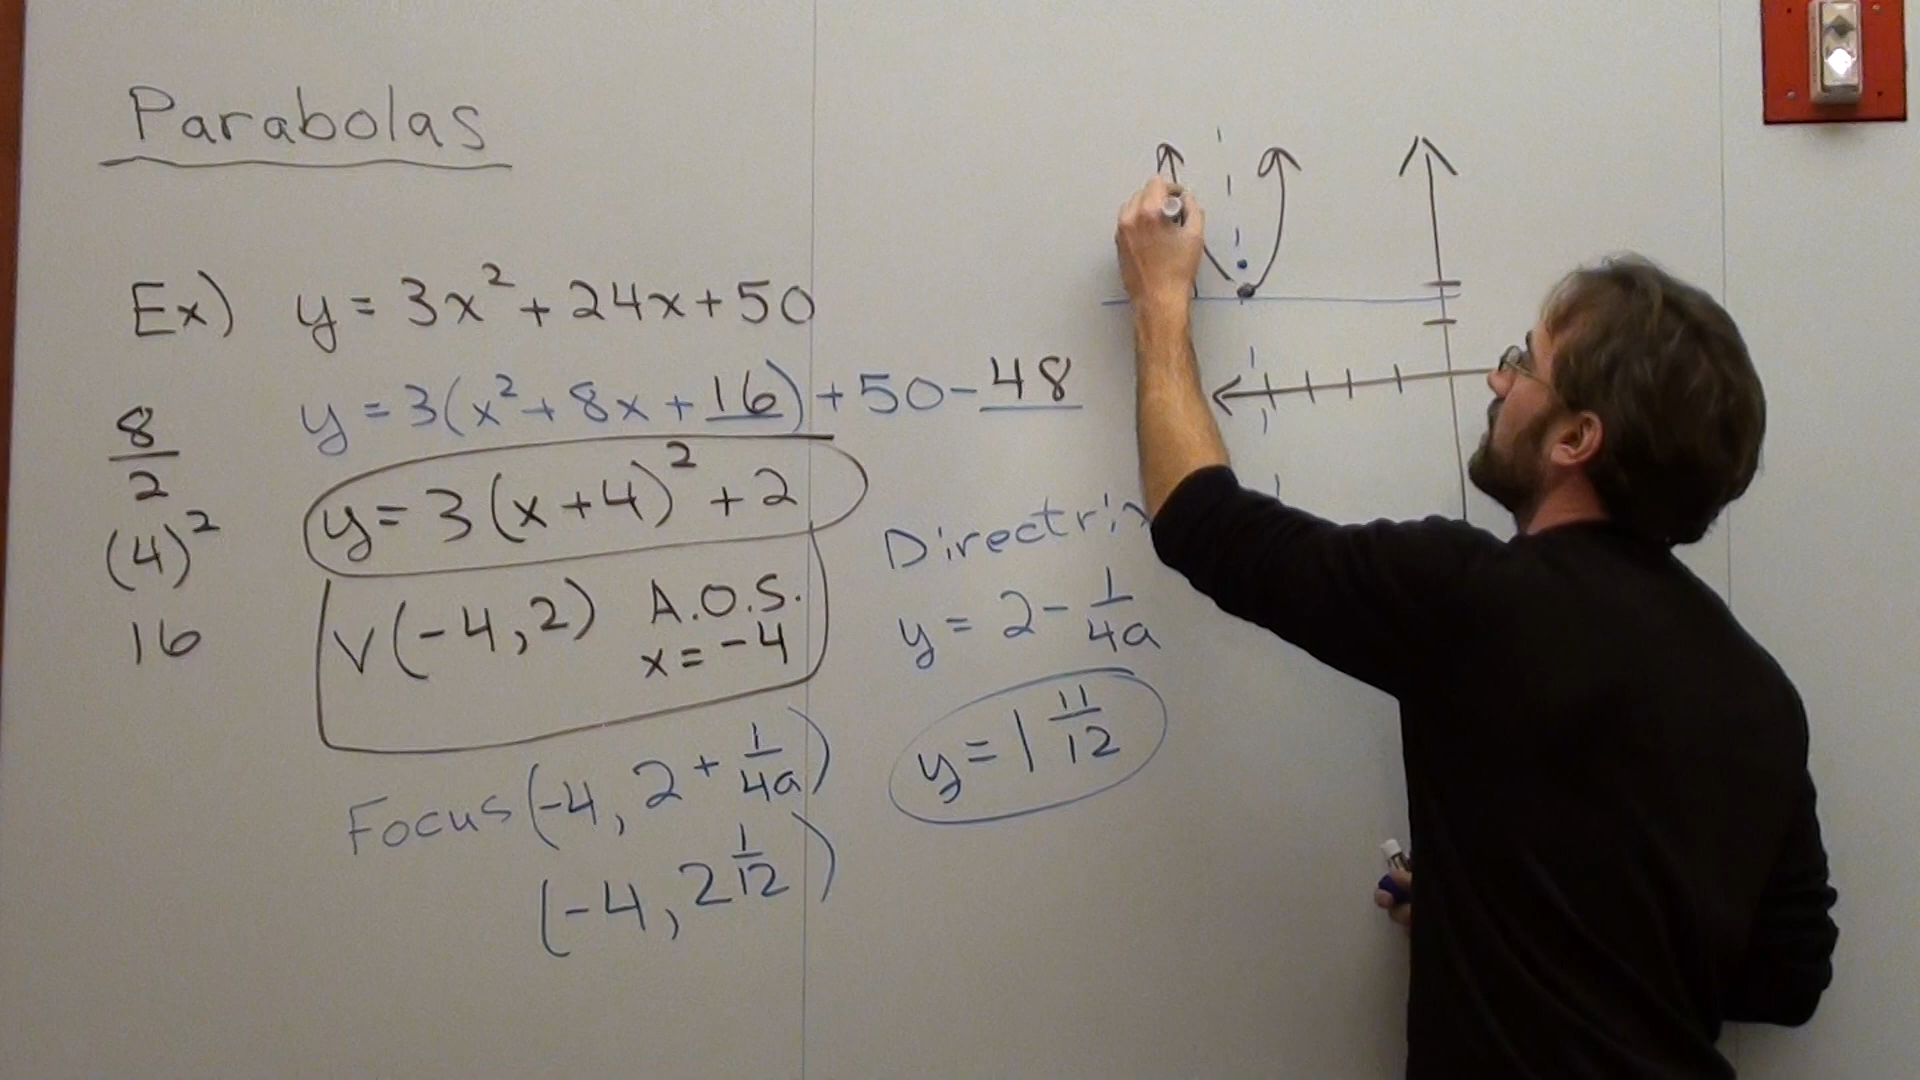 Parabolas
Ex) y = 3x² + 24x + 50
y = 3(x² + 8x + 16) + 50 - 48
8/2
(4)²
16
y = 3(x + 4)² + 2
V(-4, 2) A.O.S.
x = -4
Focus (-4, 2 + 1/4a)
(-4, 2 1/12)
Directrix
y = 2 - 1/4a
y = 1 11/12